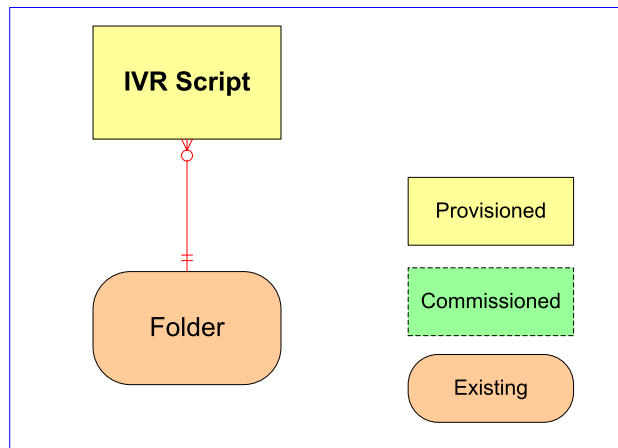 IVR Script
Provisioned
Commissioned
Folder
Existing